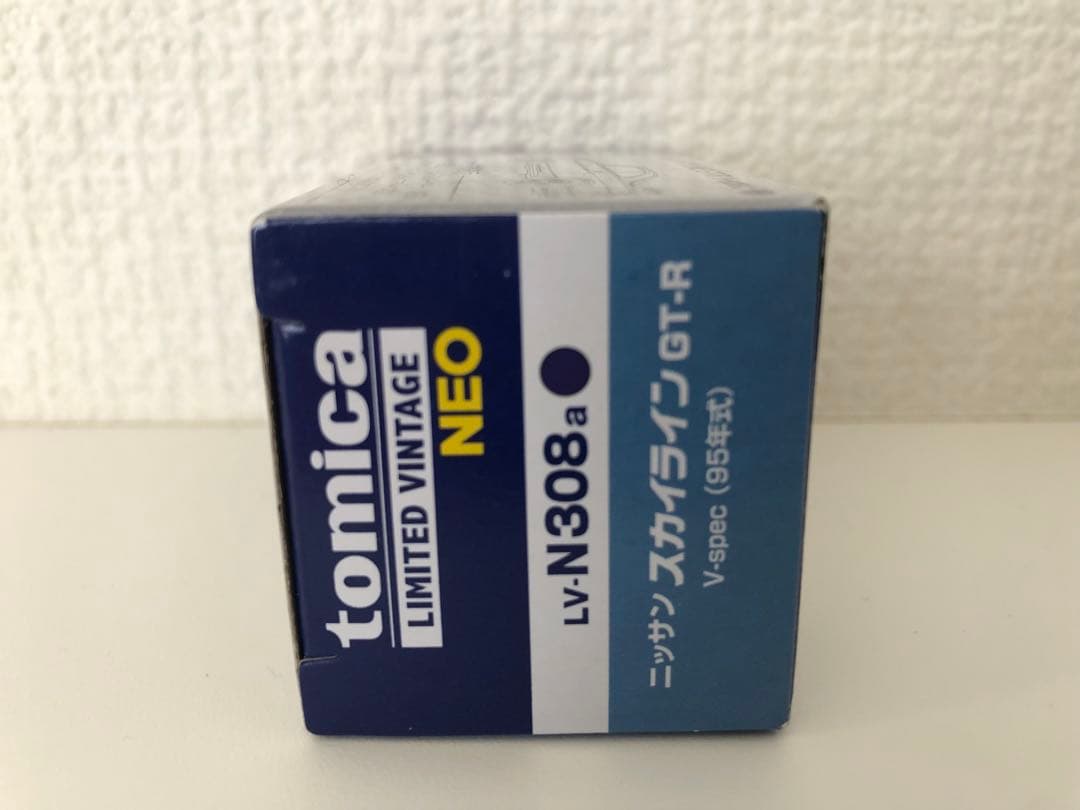 tomica
LIMITED VINTAGE
NEO
LV-N308a
ニッサン スカイライン GT-R
V-spec (95年式)